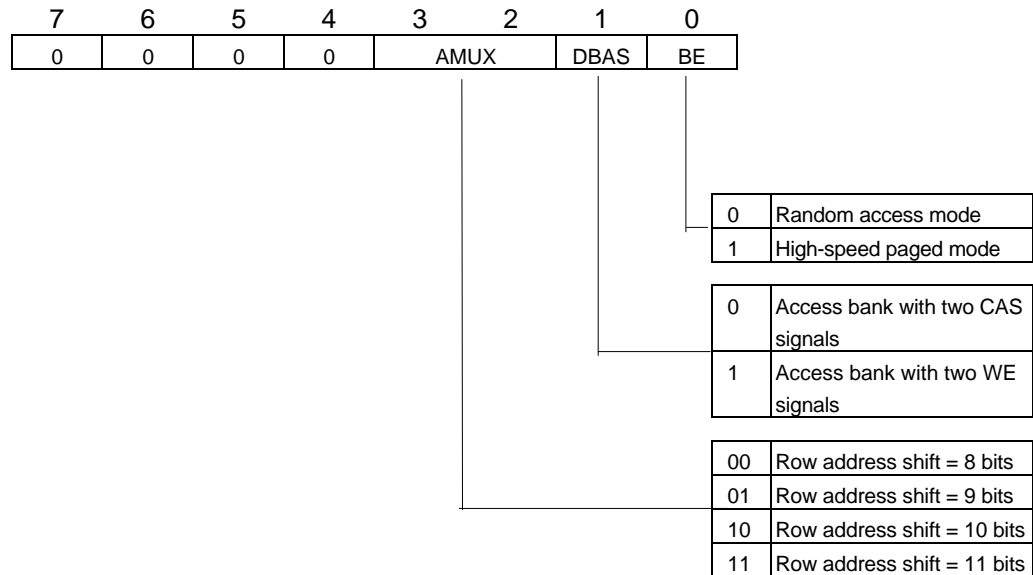 7 6 5 4 3 2 1 0
0 0 0 0 AMUX DBAS BE
0 Random access mode
1 High-speed paged mode
0 Access bank with two CAS
signals
1 Access bank with two WE
signals
00 Row address shift = 8 bits
01 Row address shift = 9 bits
10 Row address shift = 10 bits
11 Row address shift = 11 bits